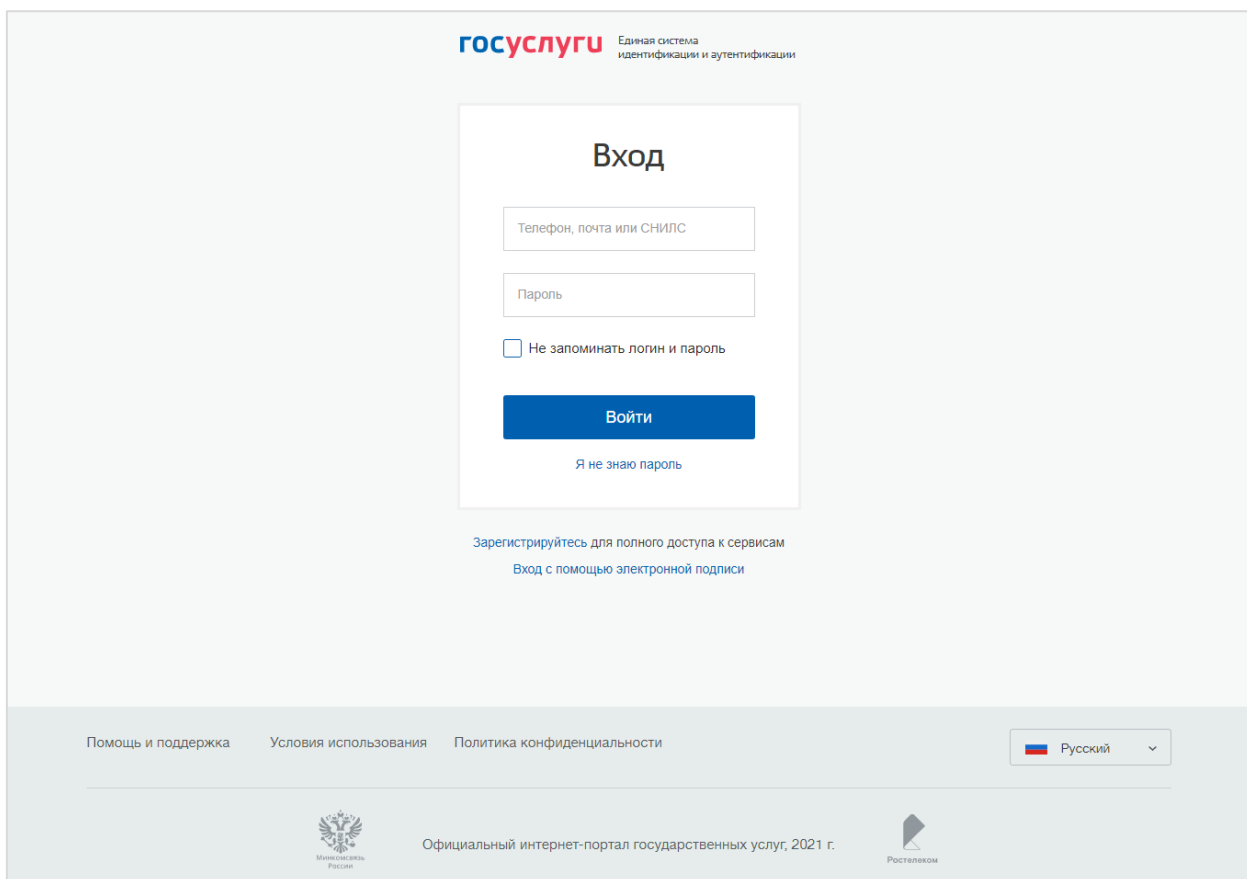 госуслуги
Единая система
идентификации и аутентификации
Вход
Телефон, почта или СНИЛС
Пароль
Не запоминать логин и пароль
Войти
Я не знаю пароль
Зарегистрируйтесь для полного доступа к сервисам
Вход с помощью электронной подписи
Помощь и поддержка Условия использования Политика конфиденциальности
Русский
Минкомсвязь
России
Официальный интернет-портал государственных услуг, 2021 г.
Ростелеком